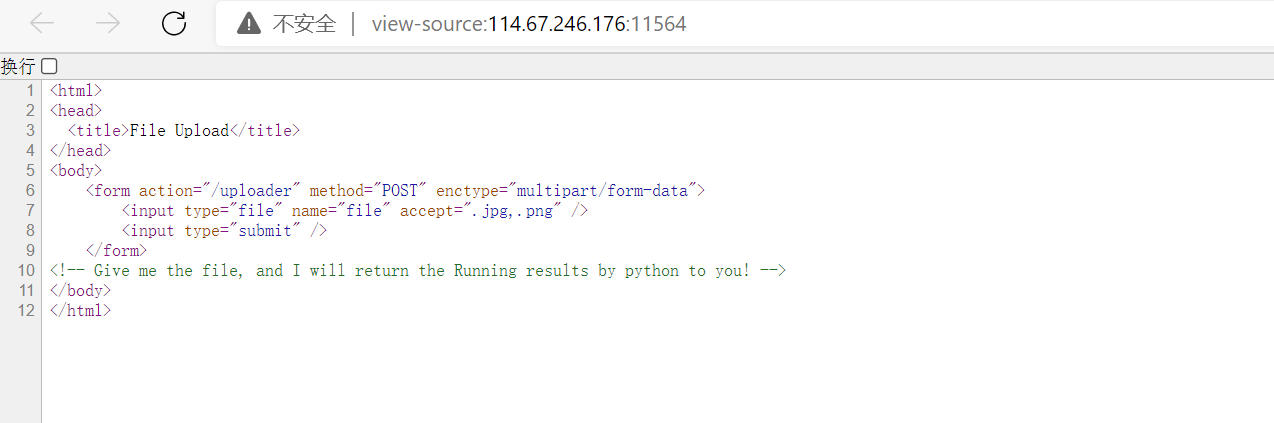 不安全 | view-source:114.67.246.176:11564
换行
1 <html>
2 <head>
3 <title>File Upload</title>
4 </head>
5 <body>
6 <form action="/uploader" method="POST" enctype="multipart/form-data">
7 <input type="file" name="file" accept=".jpg,.png" />
8 <input type="submit" />
9 </form>
10 <!-- Give me the file, and I will return the Running results by python to you! -->
11 </body>
12 </html>